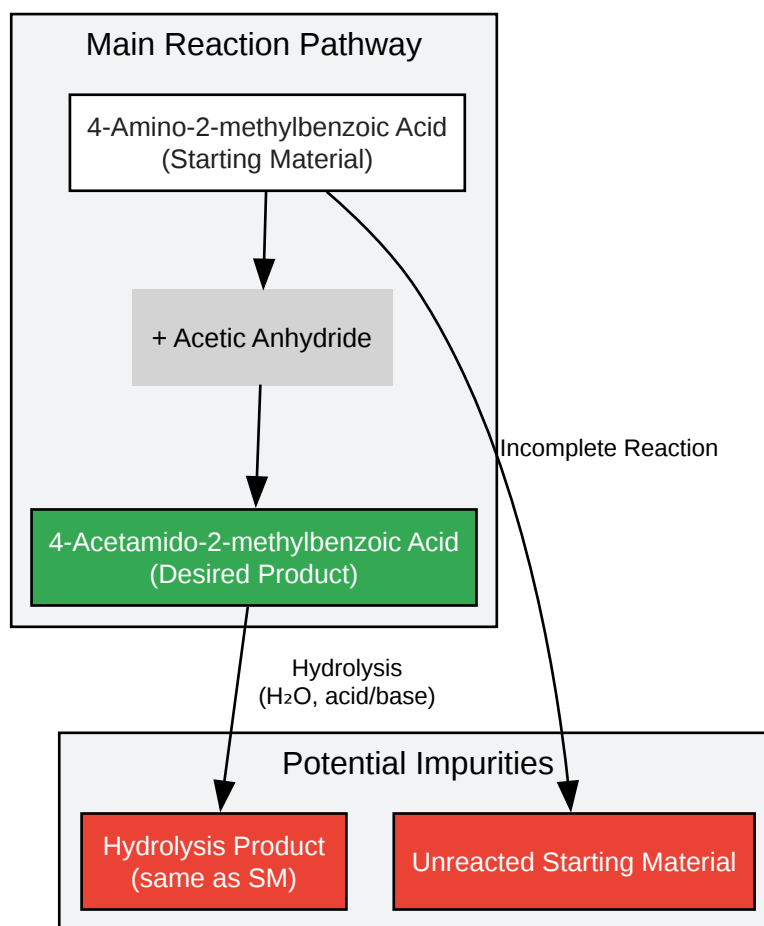 Main Reaction Pathway
4-Amino-2-methylbenzoic Acid
(Starting Material)
+ Acetic Anhydride
Incomplete Reaction
4-Acetamido-2-methylbenzoic Acid
(Desired Product)
Hydrolysis
(H₂O, acid/base)
Potential Impurities
Hydrolysis Product
(same as SM)
Unreacted Starting Material